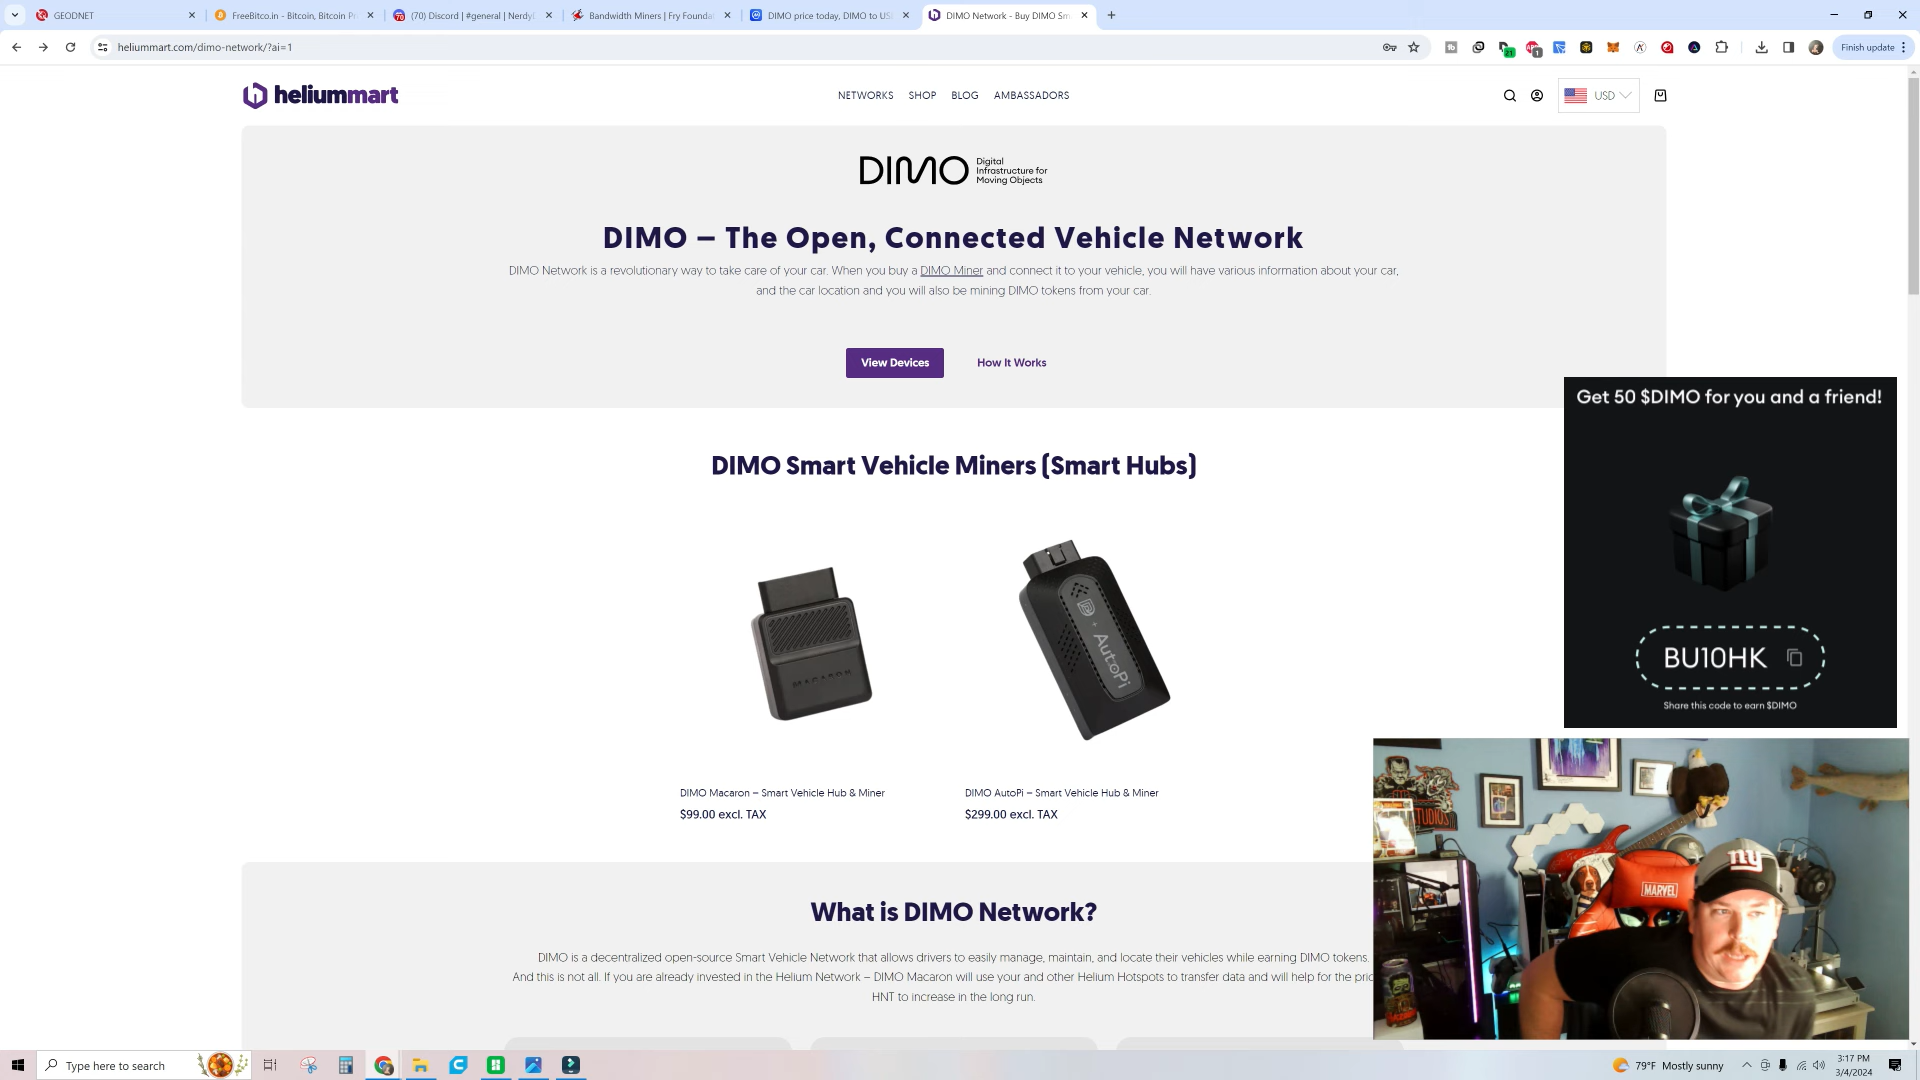 GEODNET
FreeBitco.in - Bitcoin, Bitcoin Pr
(70) Discord | #general | Nerdy
Bandwidth Miners | Fry Founda
DIMO price today, DIMO to US
DIMO Network - Buy DIMO Sm
heliummart.com/dimo-network/?ai=1
21
1
Finish update
heliummart
NETWORKS
SHOP
BLOG
AMBASSADORS
USD
DIMO
Digital
Infrastructure for
Moving Objects
DIMO – The Open, Connected Vehicle Network
DIMO Network is a revolutionary way to take care of your car. When you buy a DIMO Miner and connect it to your vehicle, you will have various information about your car,
and the car location and you will also be mining DIMO tokens from your car.
View Devices
How It Works
Get 50 $DIMO for you and a friend!
BU10HK
Share this code to earn $DIMO
DIMO Smart Vehicle Miners (Smart Hubs)
MACARON
+ AutoPi
DIMO Macaron – Smart Vehicle Hub & Miner
$99.00 excl. TAX
DIMO AutoPi – Smart Vehicle Hub & Miner
$299.00 excl. TAX
What is DIMO Network?
DIMO is a decentralized open-source Smart Vehicle Network that allows drivers to easily manage, maintain, and locate their vehicles while earning DIMO tokens.
And this is not all. If you are already invested in the Helium Network – DIMO Macaron will use your and other Helium Hotspots to transfer data and will help for the pric
HNT to increase in the long run.
MARVEL
ny
Type here to search
79°F Mostly sunny
3:17 PM
3/4/2024